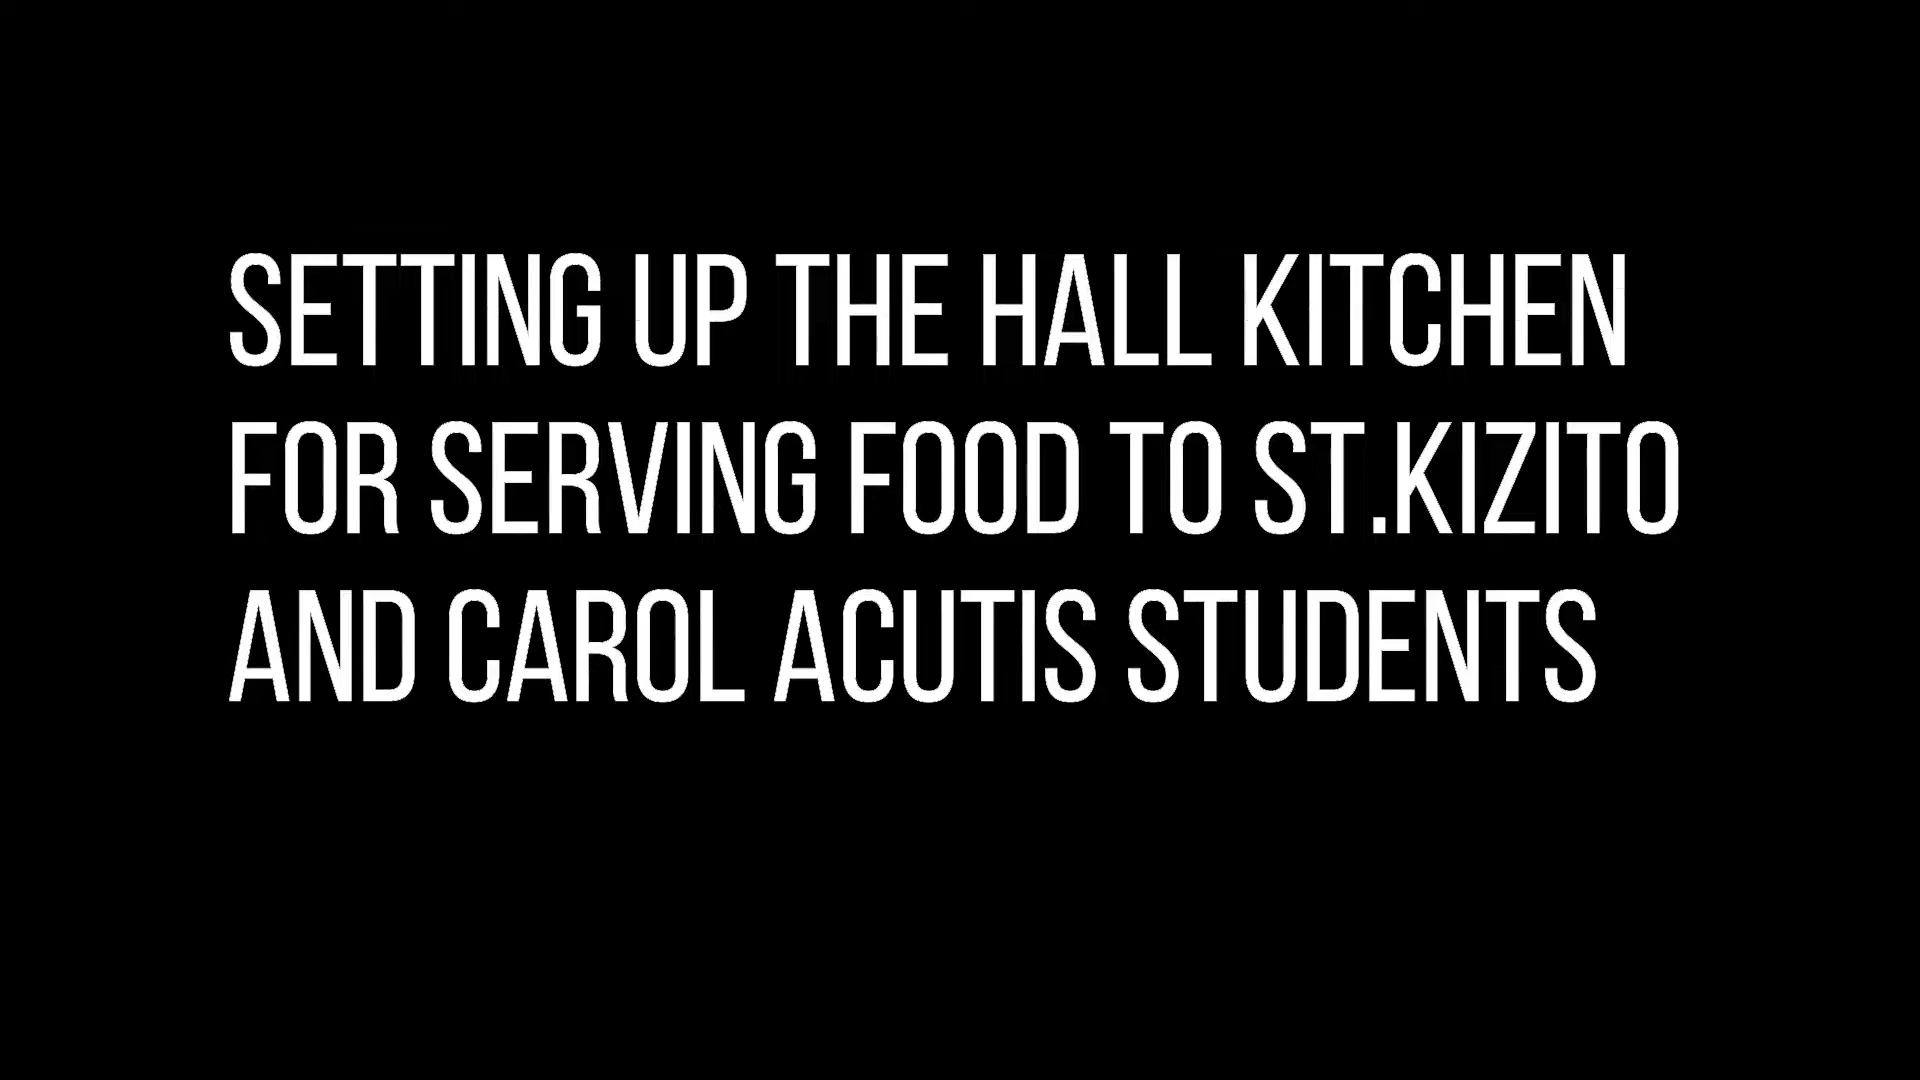 SETTING UP THE HALL KITCHEN
FOR SERVING FOOD TO ST.KIZITO
AND CAROL ACUTIS STUDENTS